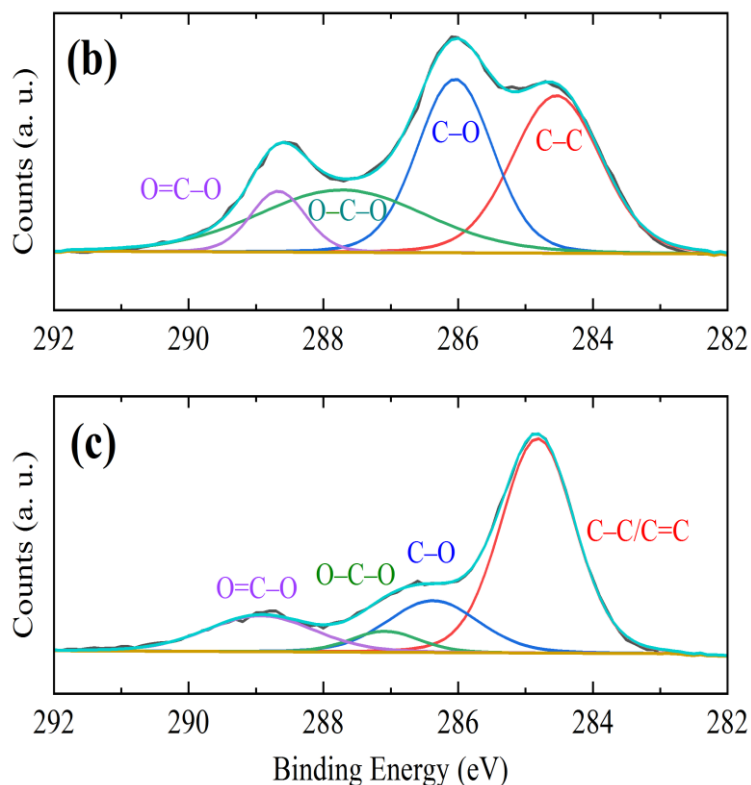 (b)
Counts (a. u.)
O=C–O
O–C–O
C–O
C–C
292 290 288 286 284 282
(c)
Counts (a. u.)
O=C–O
O–C–O
C–O
C–C/C=C
292 290 288 286 284 282
Binding Energy (eV)